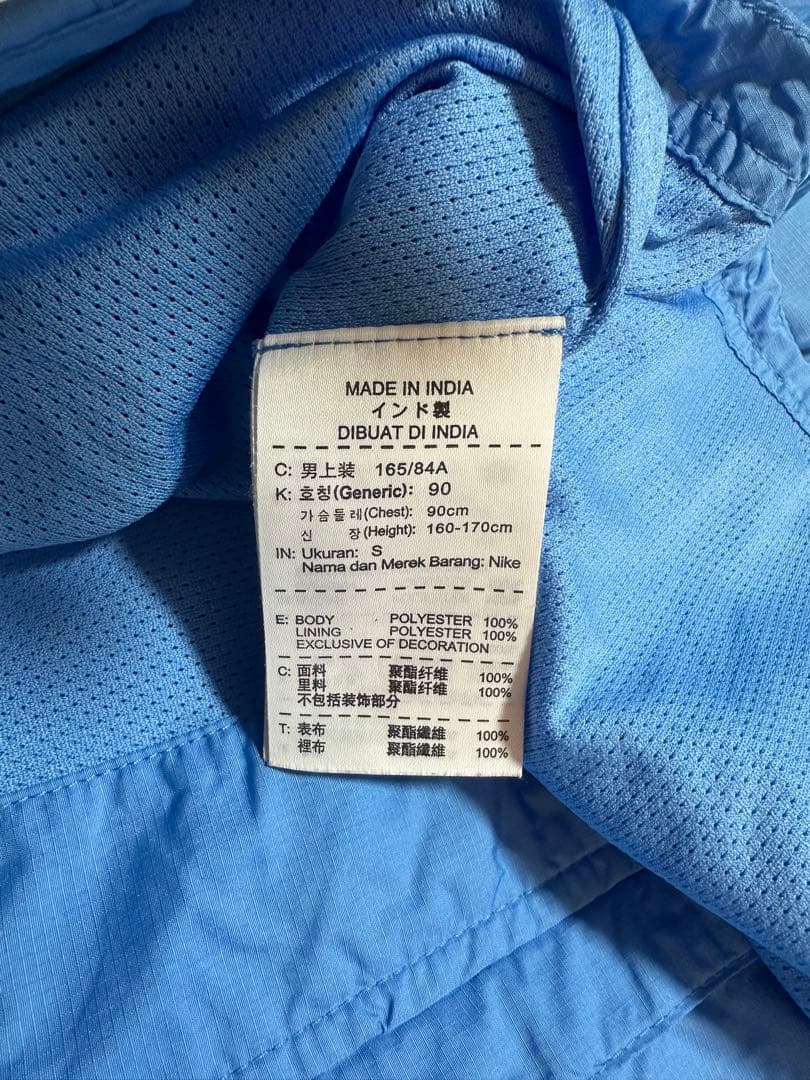 MADE IN INDIA
インド製
DIBUAT DI INDIA
C: 男上装 165/84A
K: 호칭(Generic): 90
가슴둘레(Chest): 90cm
신 장(Height): 160-170cm
IN: Ukuran: S
Nama dan Merek Barang: Nike
E: BODY POLYESTER 100%
LINING POLYESTER 100%
EXCLUSIVE OF DECORATION
C: 面料 聚酯纤维 100%
里料 聚酯纤维 100%
不包括装饰部分
T: 表布 聚酯纖維 100%
裡布 聚酯纖維 100%